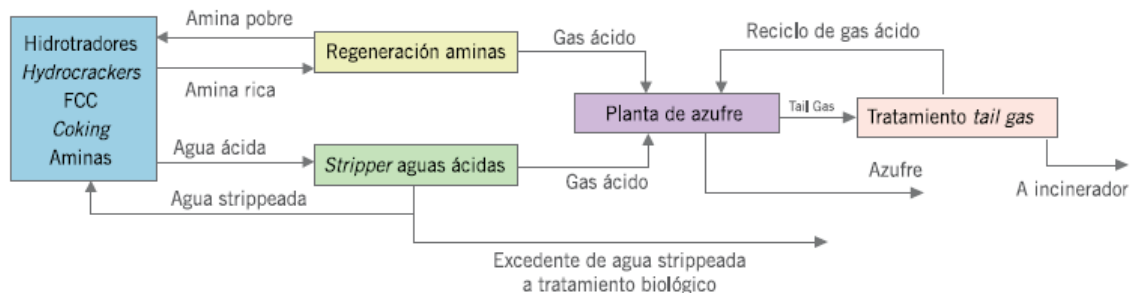 Amina pobre
Reciclo de gas ácido
Hidrotradores
Hydrocrackers
FCC
Coking
Aminas
Regeneración aminas
Gas ácido
Amina rica
Planta de azufre
Tail Gas
Tratamiento tail gas
Agua ácida
Stripper aguas ácidas
Gas ácido
Azufre
A incinerador
Agua strippeada
Excedente de agua strippeada
a tratamiento biológico